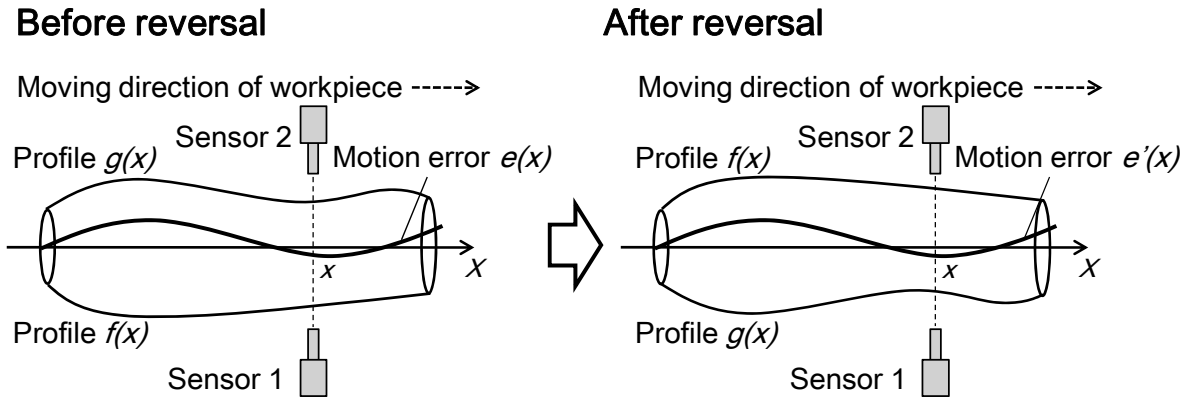 Before reversal
Moving direction of workpiece
Sensor 2
Profile g(x)
Motion error e(x)
x
X
Profile f(x)
Sensor 1
After reversal
Moving direction of workpiece
Sensor 2
Profile f(x)
Motion error e'(x)
x
X
Profile g(x)
Sensor 1